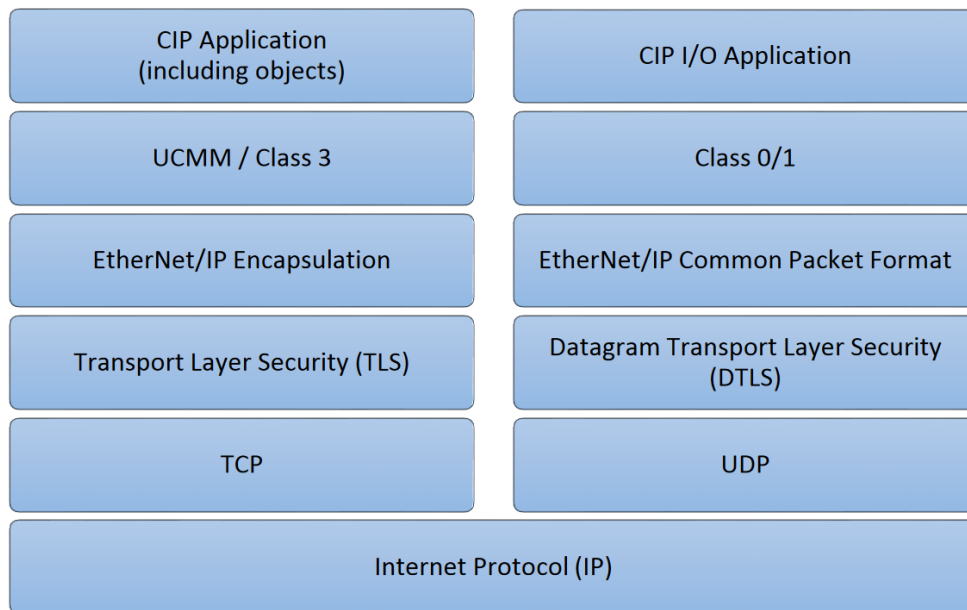 CIP Application
(including objects)
CIP I/O Application
UCMM / Class 3
Class 0/1
EtherNet/IP Encapsulation
EtherNet/IP Common Packet Format
Transport Layer Security (TLS)
Datagram Transport Layer Security
(DTLS)
TCP
UDP
Internet Protocol (IP)